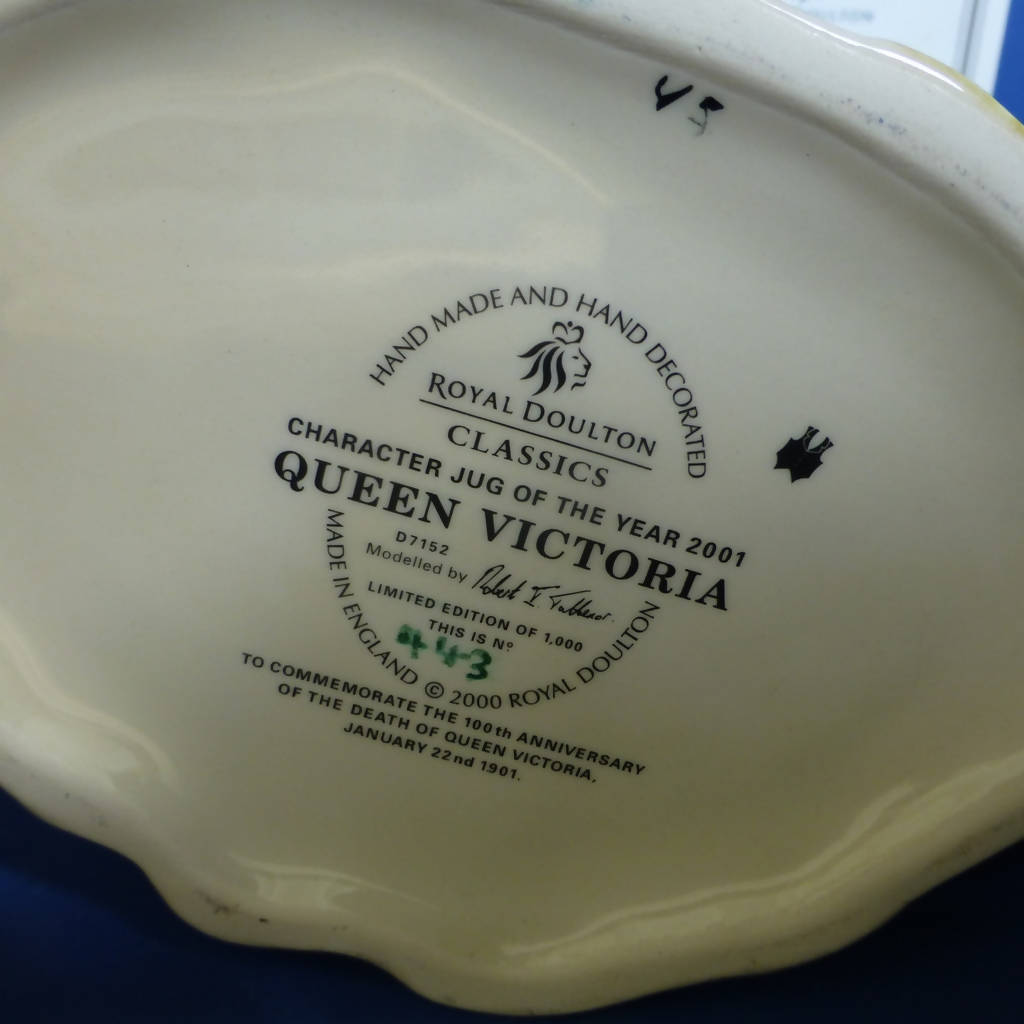 V5
HAND MADE AND HAND DECORATED
ROYAL DOULTON
CLASSICS
CHARACTER JUG OF THE YEAR 2001
QUEEN VICTORIA
D7152
Modelled by
LIMITED EDITION OF 1,000
THIS IS Nº
443
MADE IN ENGLAND © 2000 ROYAL DOULTON
TO COMMEMORATE THE 100th ANNIVERSARY
OF THE DEATH OF QUEEN VICTORIA,
JANUARY 22nd 1901.